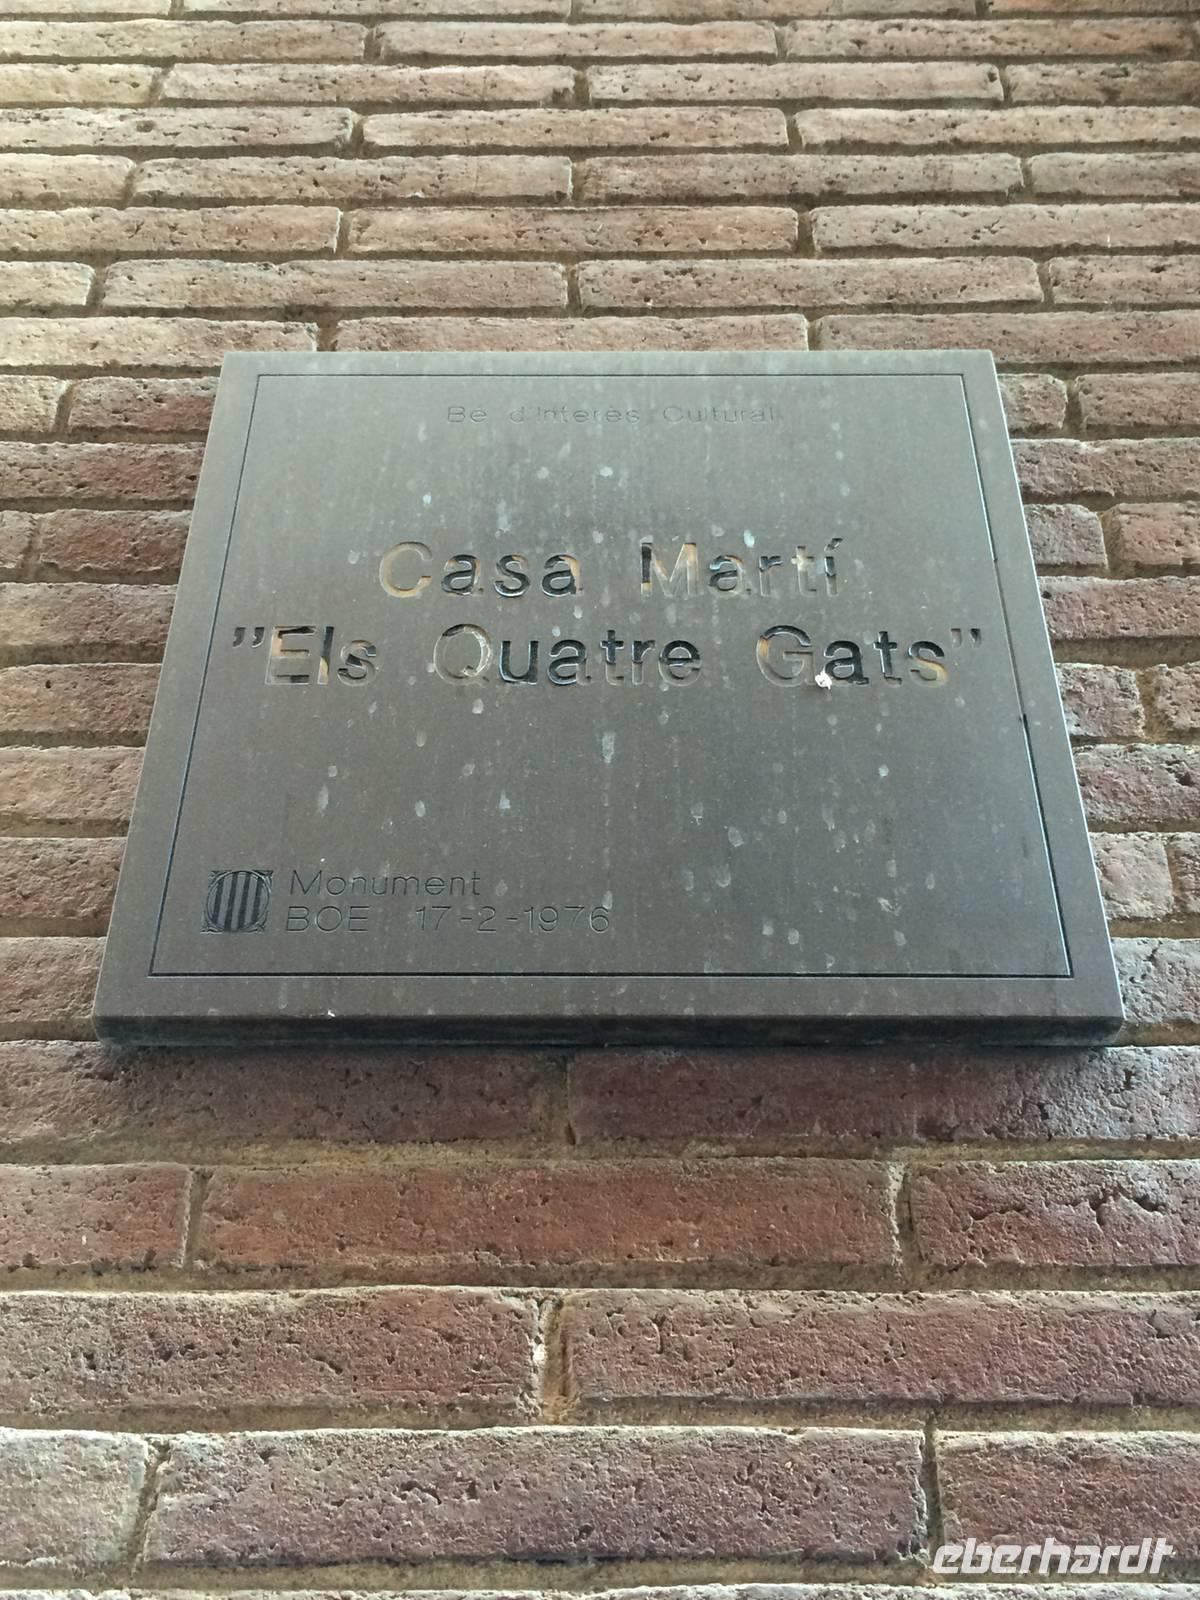 Bé d'Interès Cultural
Casa Martí
"Els Quatre Gats"
Monument
BOE 17-2-1976
eberhardt